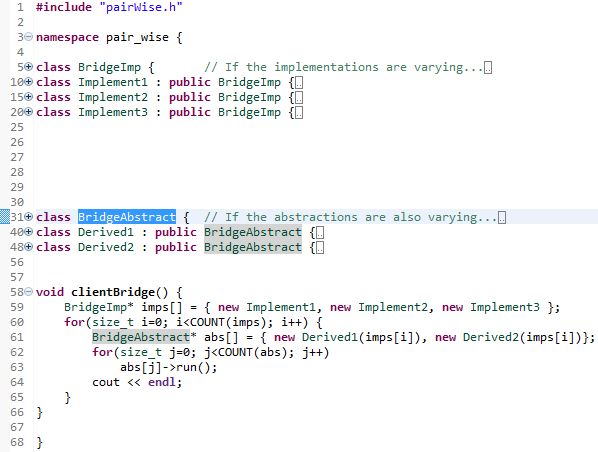 1 #include "pairWise.h"
2
3 namespace pair_wise {
4
5 class BridgeImp {       // If the implementations are varying...
10 class Implement1 : public BridgeImp {
15 class Implement2 : public BridgeImp {
20 class Implement3 : public BridgeImp {
25
26
27
28
29
30
31 class BridgeAbstract {  // If the abstractions are also varying...
40 class Derived1 : public BridgeAbstract {
48 class Derived2 : public BridgeAbstract {
56
57
58 void clientBridge() {
59     BridgeImp* imps[] = { new Implement1, new Implement2, new Implement3 };
60     for(size_t i=0; i<COUNT(imps); i++) {
61         BridgeAbstract* abs[] = { new Derived1(imps[i]), new Derived2(imps[i])};
62         for(size_t j=0; j<COUNT(abs); j++)
63             abs[j]->run();
64         cout << endl;
65     }
66 }
67
68 }